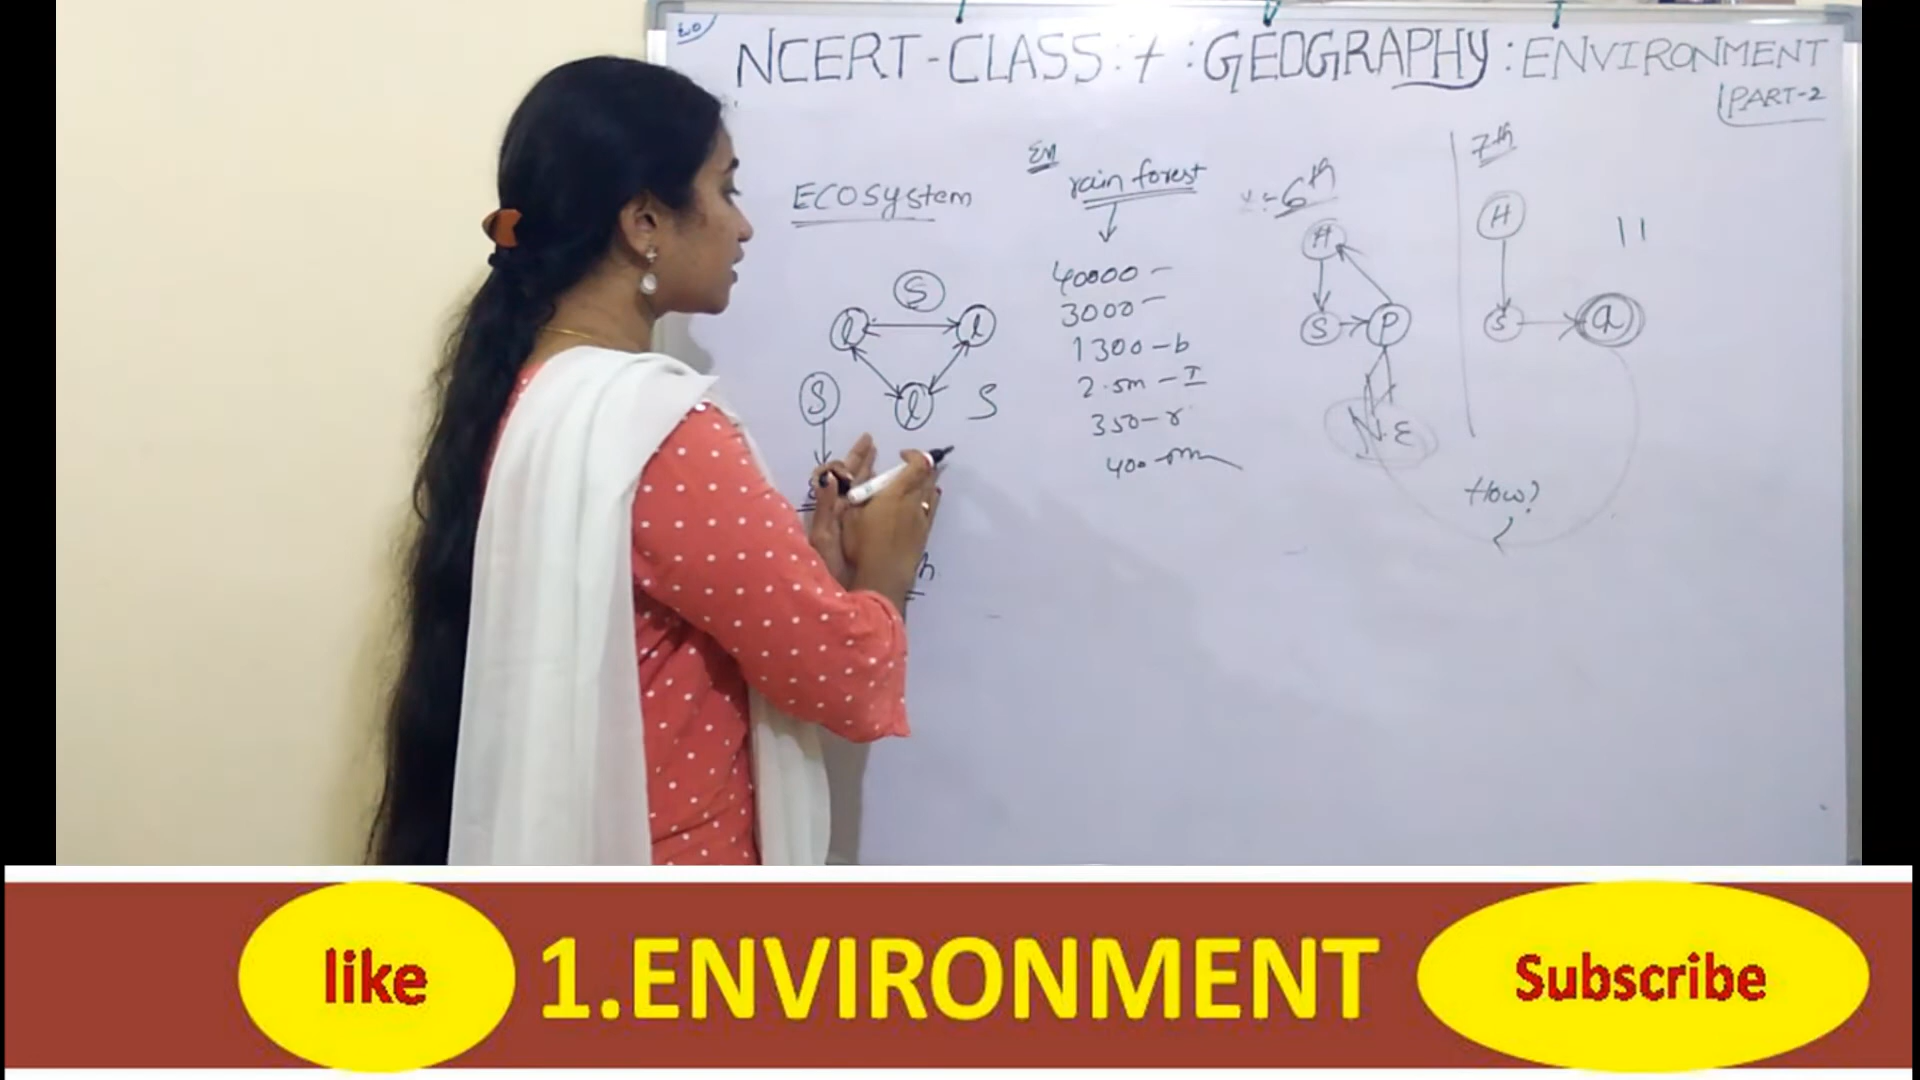 NCERT-CLASS : 7 : GEOGRAPHY : ENVIRONMENT
PART-2
ECOSystem
S
l l
l
S
S
h
rain forest
40000 -
3000 -
1300 - b
2.5m - I
350 - r
400 - m
6th
H
S P
N.E
7th
H
S a
How?
like
1.ENVIRONMENT
Subscribe